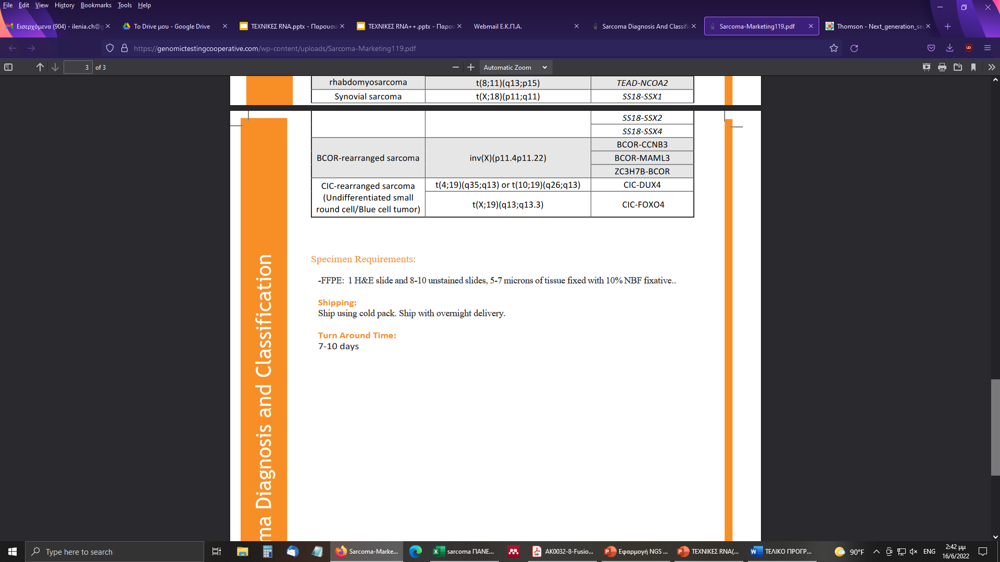 File Edit View History Bookmarks Tools Help
Εισερχόμενα (904) - ilenia.ch@g
Το Drive μου - Google Drive
ΤΕΧΝΙΚΕΣ RNA.pptx - Παρουσιά
ΤΕΧΝΙΚΕΣ RNA++.pptx - Παρου
Webmail Ε.Κ.Π.Α.
Sarcoma Diagnosis And Classifi
Sarcoma-Marketing119.pdf
Thomson - Next_generation_se
https://genomictestingcooperative.com/wp-content/uploads/Sarcoma-Marketing119.pdf
3 of 3
Automatic Zoom
rhabdomyosarcoma t(8;11)(q13;p15) TEAD-NCOA2
Synovial sarcoma t(X;18)(p11;q11) SS18-SSX1
SS18-SSX2
SS18-SSX4
BCOR-CCNB3
BCOR-rearranged sarcoma inv(X)(p11.4p11.22) BCOR-MAML3
ZC3H7B-BCOR
CIC-rearranged sarcoma
(Undifferentiated small
round cell/Blue cell tumor)
t(4;19)(q35;q13) or t(10;19)(q26;q13) CIC-DUX4
t(X;19)(q13;q13.3) CIC-FOXO4
Specimen Requirements:
-FFPE: 1 H&E slide and 8-10 unstained slides, 5-7 microns of tissue fixed with 10% NBF fixative..
Shipping:
Ship using cold pack. Ship with overnight delivery.
Turn Around Time:
7-10 days
ma Diagnosis and Classification
Type here to search
Sarcoma-Marke...
sarcoma ΠΑΝΕ...
AK0032-8-Fusio...
Εφαρμογή NGS ...
ΤΕΧΝΙΚΕΣ RNA(...
ΤΕΛΙΚΟ ΠΡΟΓΡ...
90°F
ENG
2:42 μμ
16/6/2022